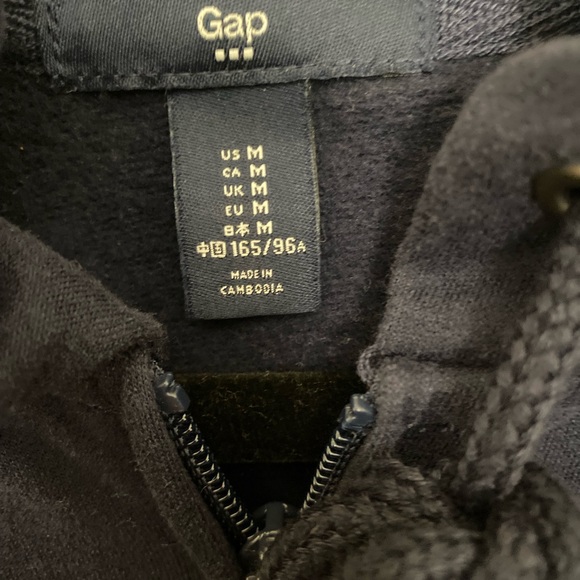 Gap
US M
CA M
UK M
EU M
日本 M
中国 165/96A
MADE IN
CAMBODIA